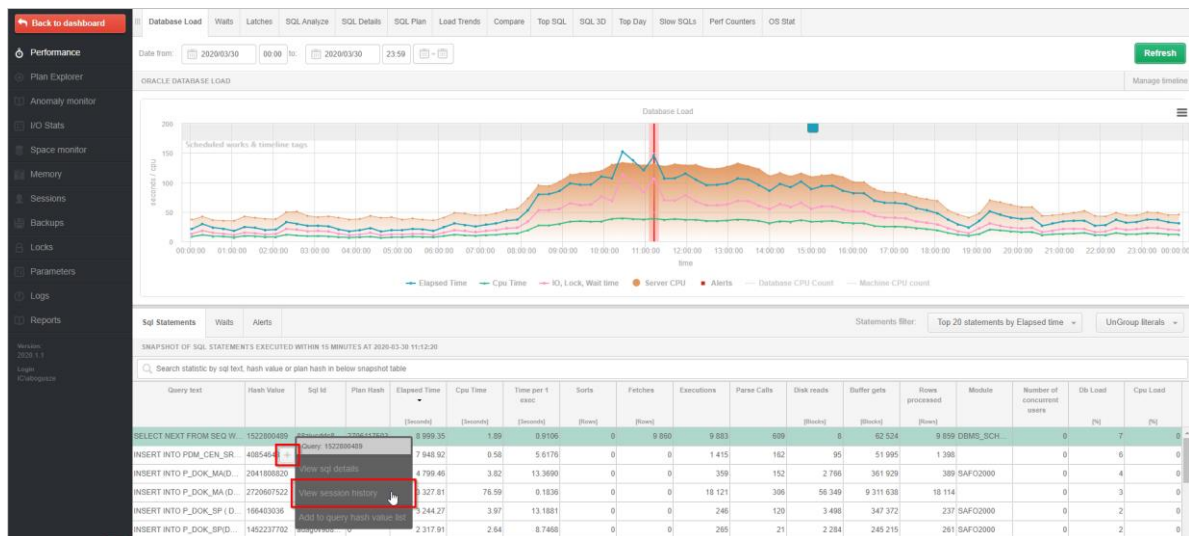 Back to dashboard
Performance
Plan Explorer
Anomaly monitor
I/O Stats
Space monitor
Memory
Sessions
Backups
Locks
Parameters
Logs
Reports
Version:
2020.1.1
Login
Database Load Waits Latches SQL Analyze SQL Details SQL Plan Load Trends Compare Top SQL SQL 3D Top Day Slow SQLs Perf Counters OS Stat
Date from: 2020/03/30 00:00 to: 2020/03/30 23:59 Refresh
ORACLE DATABASE LOAD Manage timeline
Database Load
Scheduled works & timeline tags
seconds / cpu
200
150
100
50
0
00:00:00 01:00:00 02:00:00 03:00:00 04:00:00 05:00:00 06:00:00 07:00:00 08:00:00 09:00:00 10:00:00 11:00:00 12:00:00 13:00:00 14:00:00 15:00:00 16:00:00 17:00:00 18:00:00 19:00:00 20:00:00 21:00:00 22:00:00 23:00:00 00:00:00
time
Elapsed Time Cpu Time IO, Lock, Wait time Server CPU Alerts Database CPU Count Machine CPU count
Sql Statements Waits Alerts Statements filter: Top 20 statements by Elapsed time UnGroup literals
SNAPSHOT OF SQL STATEMENTS EXECUTED WITHIN 15 MINUTES AT 2020-03-30 11:12:20
Search statistic by sql text, hash value or plan hash in below snapshot table
Query text Hash Value Sql Id Plan Hash Elapsed Time Cpu Time Time per 1 exec Sorts Fetches Executions Parse Calls Disk reads Buffer gets Rows processed Module Number of concurrent users Db Load Cpu Load
[Seconds] [Seconds] [Seconds] [Rows] [Rows] [Blocks] [Blocks] [Rows] [%] [%]
SELECT NEXT FROM SEQ W... 1522800489 8 999.35 1.89 0.9106 0 9 860 9 883 609 8 62 524 9 859 DBMS_SCH... 0 7 0
INSERT INTO PDM_CEN_SR... 7 948.92 0.58 5.6176 0 0 1 415 162 95 51 995 1 398 0 6 0
INSERT INTO P_DOK_MA(D... 2041808820 4 799.46 3.82 13.3690 0 0 359 152 2 766 361 929 389 SAFO2000 0 4 0
INSERT INTO P_DOK_MA (D... 2720607522 327.81 76.59 0.1836 0 0 18 121 306 56 349 9 311 638 18 114 0 3 0
INSERT INTO P_DOK_SP ( D... 166403036 3 244.27 3.97 13.1881 0 0 246 120 3 498 347 372 237 SAFO2000 0 2 0
INSERT INTO P_DOK_SP(D... 1452237702 2 317.91 2.64 8.7468 0 0 265 21 2 284 245 215 261 SAFO2000 0 2 0
Query: 1522800489
View sql details
View session history
Add to query hash value list